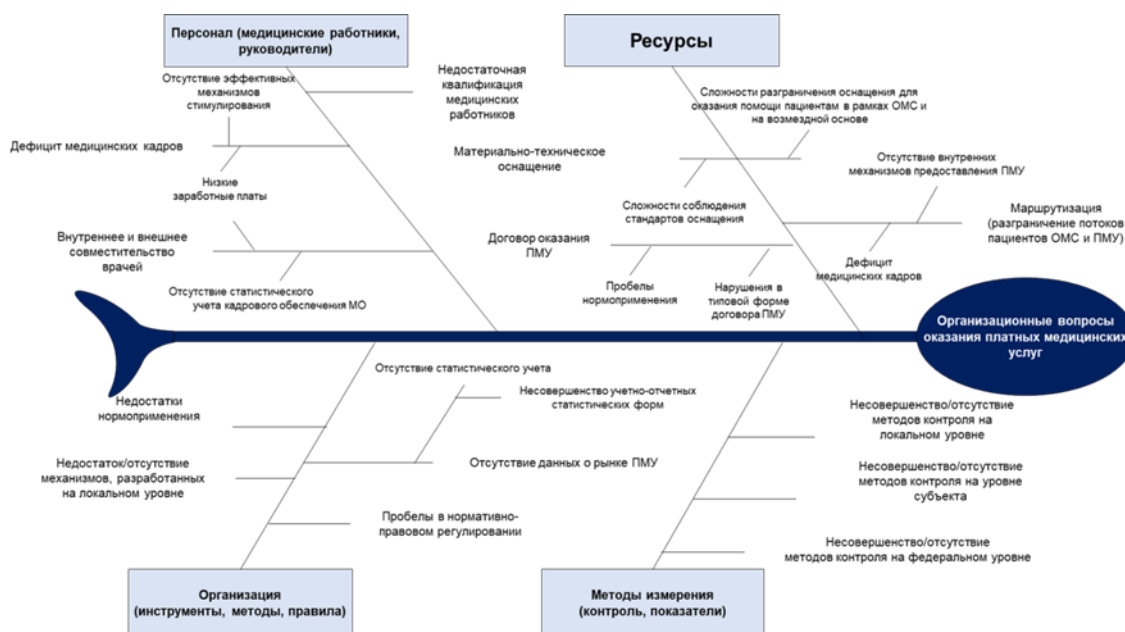 Персонал (медицинские работники,
руководители)
Ресурсы
Отсутствие эффективных
механизмов
стимулирования
Недостаточная
квалификация
медицинских
работников
Дефицит медицинских кадров
Низкие
заработные платы
Внутреннее и внешнее
совместительство
врачей
Отсутствие статистического
учета кадрового обеспечения МО
Сложности разграничения оснащения для
оказания помощи пациентам в рамках ОМС и
на возмездной основе
Материально-техническое
оснащение
Сложности соблюдения
стандартов оснащения
Отсутствие внутренних
механизмов предоставления ПМУ
Маршрутизация
(разграничение потоков
пациентов ОМС и ПМУ)
Дефицит
медицинских кадров
Договор оказания
ПМУ
Пробелы
нормоприменения
Нарушения в
типовой форме
договора ПМУ
Организационные вопросы
оказания платных медицинских
услуг
Отсутствие статистического учета
Несовершенство учетно-отчетных
статистических форм
Недостатки
нормоприменения
Отсутствие данных о рынке ПМУ
Недостаток/отсутствие
механизмов, разработанных
на локальном уровне
Пробелы в нормативно-
правовом регулировании
Несовершенство/отсутствие
методов контроля на
локальном уровне
Несовершенство/отсутствие
методов контроля на уровне
субъекта
Несовершенство/отсутствие
методов контроля на федеральном уровне
Организация
(инструменты, методы, правила)
Методы измерения
(контроль, показатели)